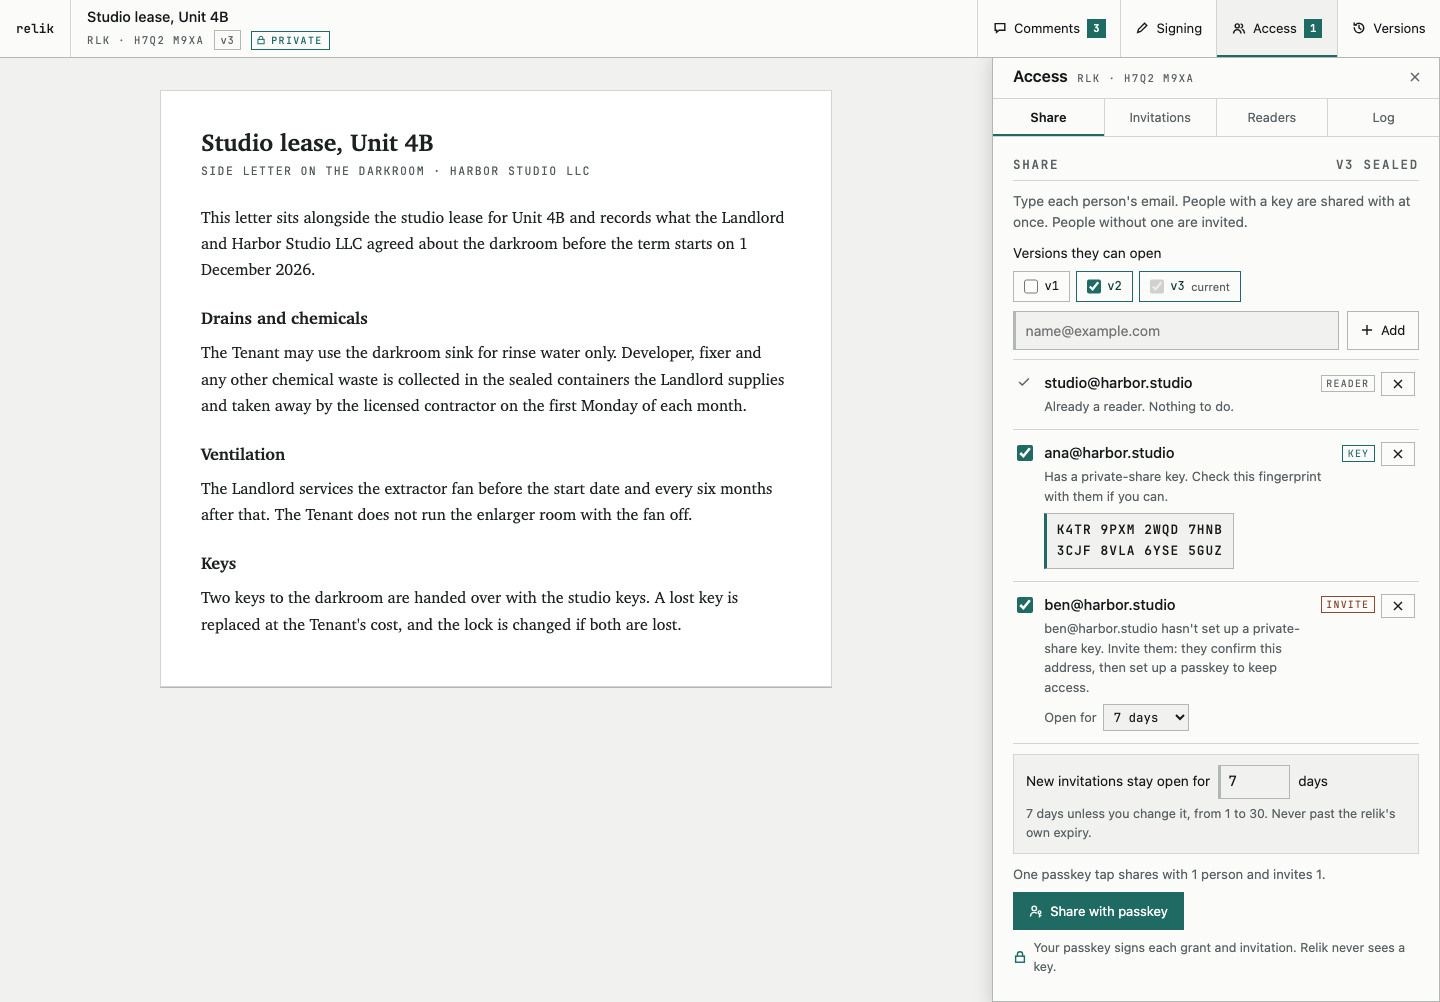 relik
Studio lease, Unit 4B
RLK · H7Q2 M9XA v3 PRIVATE
Comments 3
Signing
Access 1
Versions
Studio lease, Unit 4B
SIDE LETTER ON THE DARKROOM · HARBOR STUDIO LLC
This letter sits alongside the studio lease for Unit 4B and records what the Landlord
and Harbor Studio LLC agreed about the darkroom before the term starts on 1
December 2026.
Drains and chemicals
The Tenant may use the darkroom sink for rinse water only. Developer, fixer and
any other chemical waste is collected in the sealed containers the Landlord supplies
and taken away by the licensed contractor on the first Monday of each month.
Ventilation
The Landlord services the extractor fan before the start date and every six months
after that. The Tenant does not run the enlarger room with the fan off.
Keys
Two keys to the darkroom are handed over with the studio keys. A lost key is
replaced at the Tenant's cost, and the lock is changed if both are lost.
Access RLK · H7Q2 M9XA
Share Invitations Readers Log
SHARE V3 SEALED
Type each person's email. People with a key are shared with at
once. People without one are invited.
Versions they can open
v1 v2 v3 current
name@example.com Add
studio@harbor.studio READER
Already a reader. Nothing to do.
ana@harbor.studio KEY
Has a private-share key. Check this fingerprint
with them if you can.
K4TR 9PXM 2WQD 7HNB
3CJF 8VLA 6YSE 5GUZ
ben@harbor.studio INVITE
ben@harbor.studio hasn't set up a private-
share key. Invite them: they confirm this
address, then set up a passkey to keep
access.
Open for 7 days
New invitations stay open for 7 days
7 days unless you change it, from 1 to 30. Never past the relik's
own expiry.
One passkey tap shares with 1 person and invites 1.
Share with passkey
Your passkey signs each grant and invitation. Relik never sees a
key.